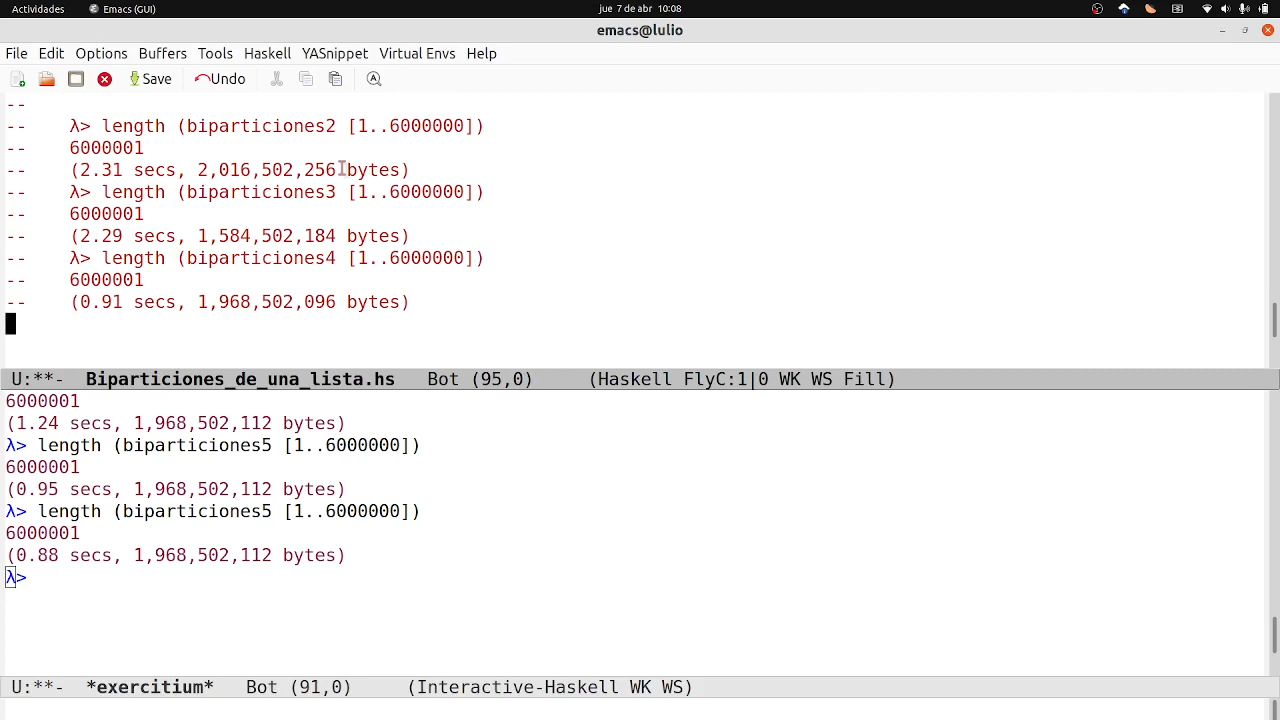 Actividades Emacs (GUI) jue 7 de abr 10:08
emacs@lulio
File Edit Options Buffers Tools Haskell YASnippet Virtual Envs Help
Save Undo
--
-- λ> length (biparticiones2 [1..6000000])
-- 6000001
-- (2.31 secs, 2,016,502,256 bytes)
-- λ> length (biparticiones3 [1..6000000])
-- 6000001
-- (2.29 secs, 1,584,502,184 bytes)
-- λ> length (biparticiones4 [1..6000000])
-- 6000001
-- (0.91 secs, 1,968,502,096 bytes)
U:**- Biparticiones_de_una_lista.hs Bot (95,0) (Haskell FlyC:1|0 WK WS Fill)
6000001
(1.24 secs, 1,968,502,112 bytes)
λ> length (biparticiones5 [1..6000000])
6000001
(0.95 secs, 1,968,502,112 bytes)
λ> length (biparticiones5 [1..6000000])
6000001
(0.88 secs, 1,968,502,112 bytes)
λ>
U:**- *exercitium* Bot (91,0) (Interactive-Haskell WK WS)